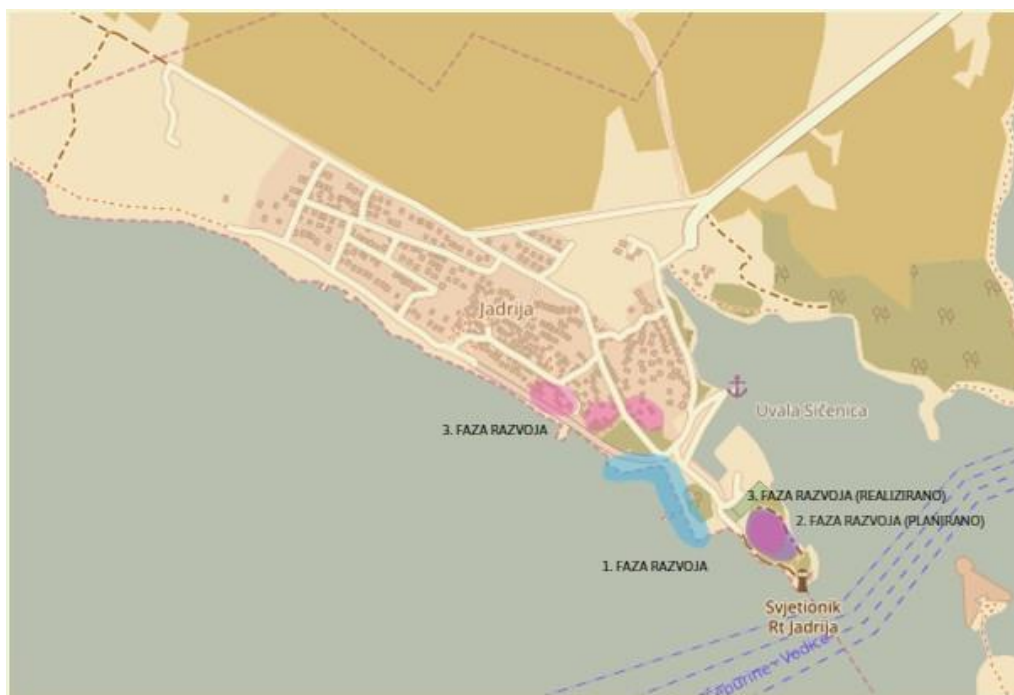 Jadrija
Uvala Sičenica
3. FAZA RAZVOJA
3. FAZA RAZVOJA (REALIZIRANO)
2. FAZA RAZVOJA (PLANIRANO)
1. FAZA RAZVOJA
Svjetionik
Rt Jadrija
Vodice